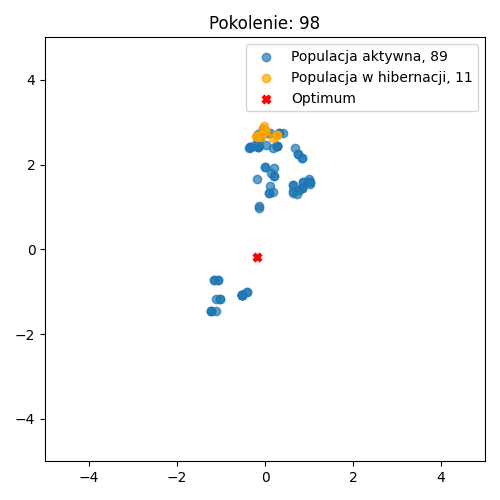 Pokolenie: 98
Populacja aktywna, 89
Populacja w hibernacji, 11
Optimum
4
2
0
−2
−4
−4 −2 0 2 4